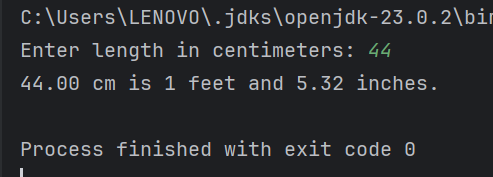 C:\Users\LENOVO\.jdks\openjdk-23.0.2\bin
Enter length in centimeters: 44
44.00 cm is 1 feet and 5.32 inches.
Process finished with exit code 0